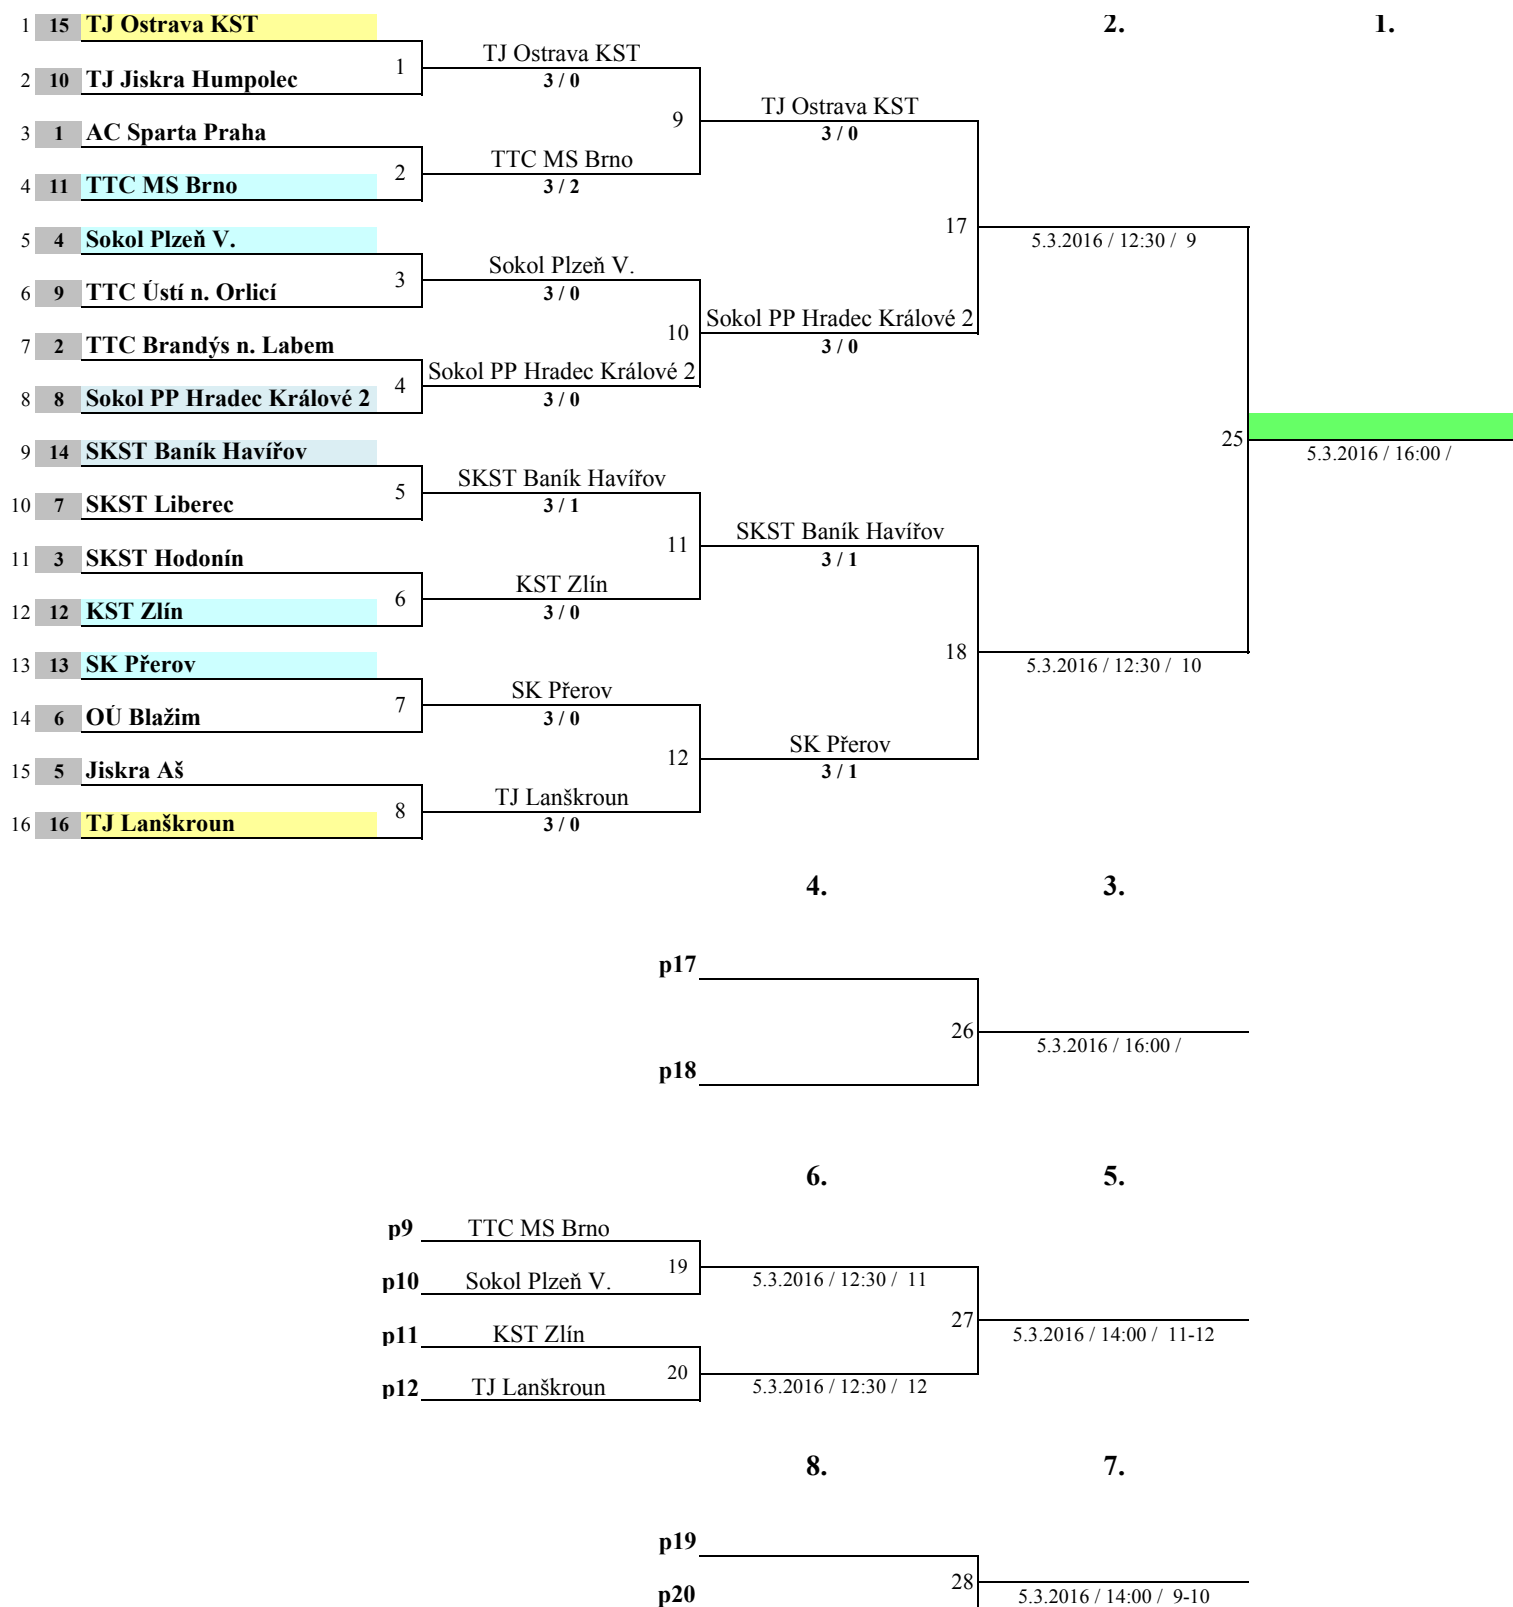 2. 1.
1 15 TJ Ostrava KST
TJ Ostrava KST
1
3 / 0
2 10 TJ Jiskra Humpolec
TJ Ostrava KST
9
3 / 0
3 1 AC Sparta Praha
TTC MS Brno
2
3 / 2
4 11 TTC MS Brno
17
5.3.2016 / 12:30 / 9
5 4 Sokol Plzeň V.
Sokol Plzeň V.
3
3 / 0
6 9 TTC Ústí n. Orlicí
Sokol PP Hradec Králové 2
10
3 / 0
7 2 TTC Brandýs n. Labem
Sokol PP Hradec Králové 2
4
3 / 0
8 8 Sokol PP Hradec Králové 2
25
5.3.2016 / 16:00 /
9 14 SKST Baník Havířov
SKST Baník Havířov
5
3 / 1
10 7 SKST Liberec
SKST Baník Havířov
11
3 / 1
11 3 SKST Hodonín
KST Zlín
6
3 / 0
12 12 KST Zlín
18
5.3.2016 / 12:30 / 10
13 13 SK Přerov
SK Přerov
7
3 / 0
14 6 OÚ Blažim
SK Přerov
12
3 / 1
15 5 Jiskra Aš
TJ Lanškroun
8
3 / 0
16 16 TJ Lanškroun
4. 3.
p17
26
5.3.2016 / 16:00 /
p18
6. 5.
p9 TTC MS Brno
19
5.3.2016 / 12:30 / 11
p10 Sokol Plzeň V.
27
5.3.2016 / 14:00 / 11-12
p11 KST Zlín
20
5.3.2016 / 12:30 / 12
p12 TJ Lanškroun
8. 7.
p19
28
5.3.2016 / 14:00 / 9-10
p20